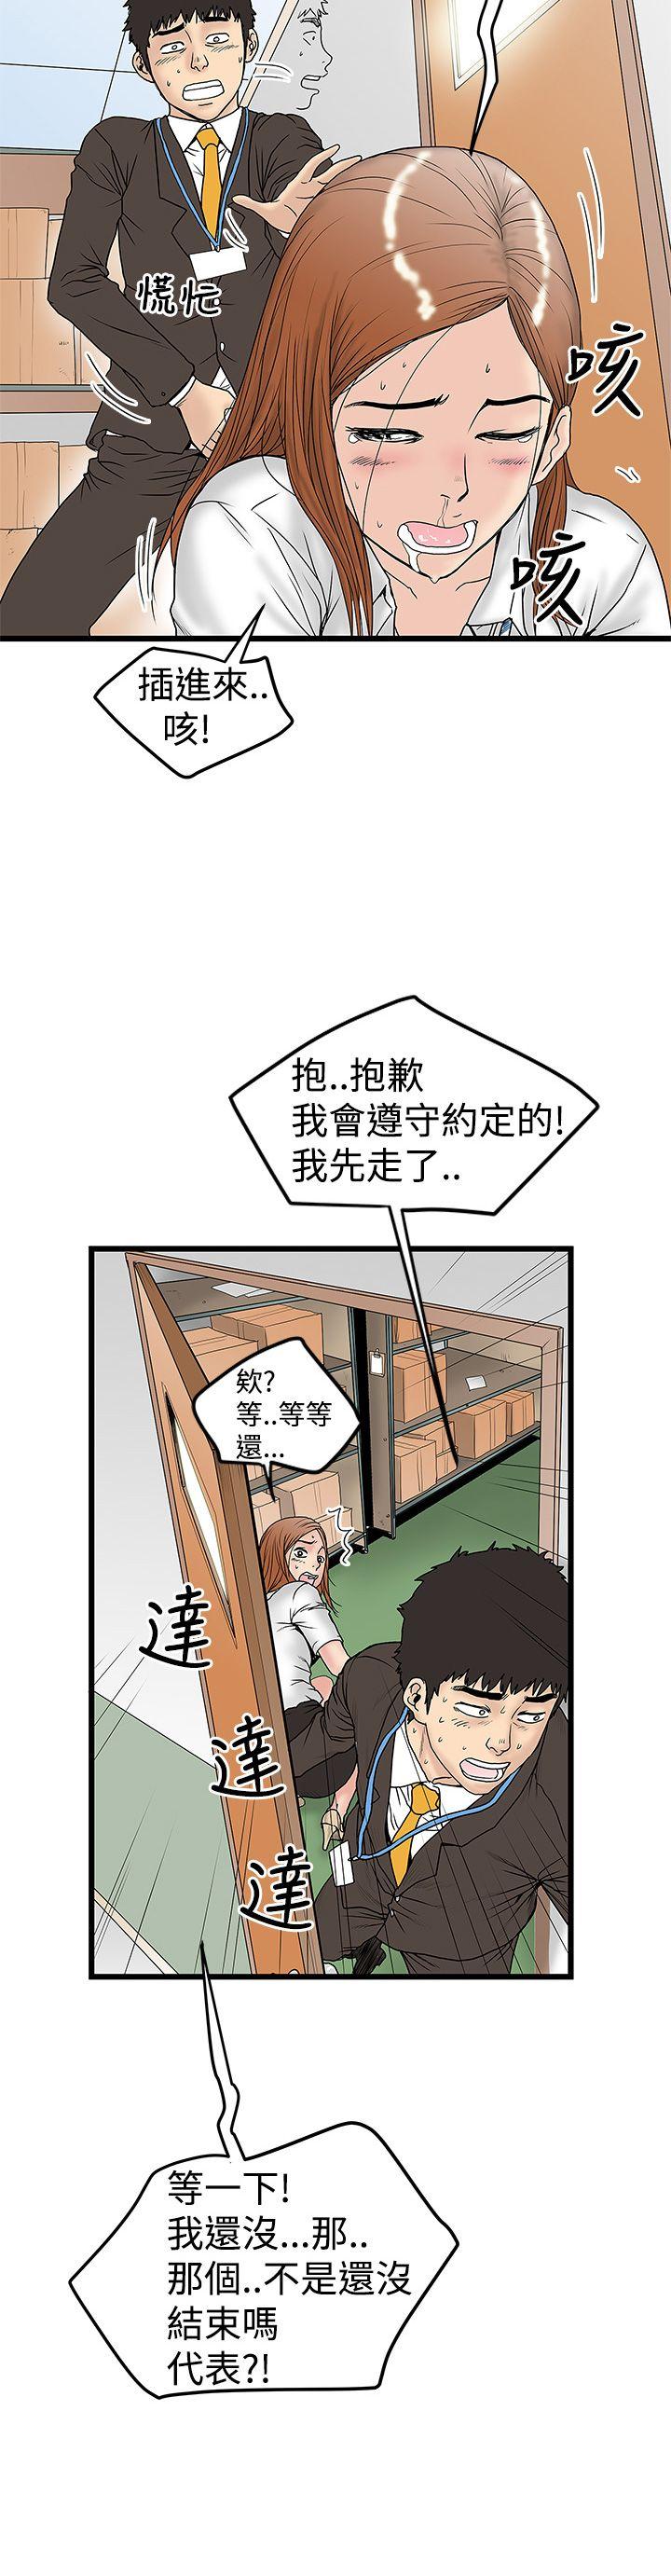 慌忙
咳
咳
插進來..
咳!
抱..抱歉
我會遵守約定的!
我先走了..
欸?
等..等等
還...
達
達
達
等一下!
我還沒...那..
那個..不是還沒
結束嗎
代表?!